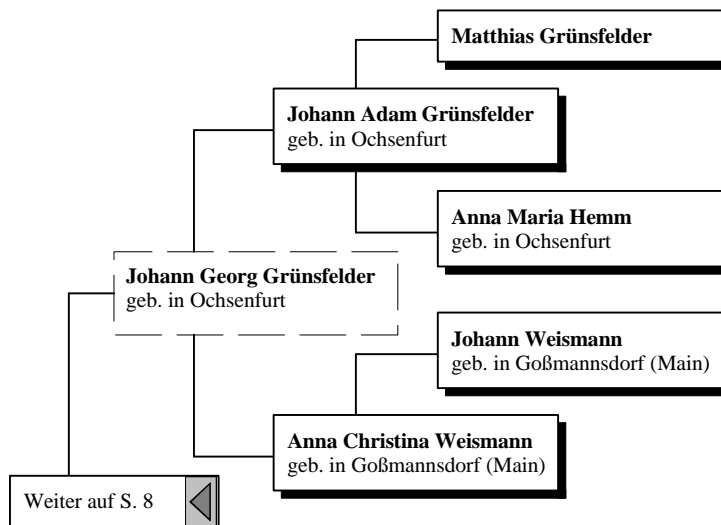 Matthias Grünsfelder
Johann Adam Grünsfelder
geb. in Ochsenfurt
Anna Maria Hemm
geb. in Ochsenfurt
Johann Georg Grünsfelder
geb. in Ochsenfurt
Johann Weismann
geb. in Goßmannsdorf (Main)
Anna Christina Weismann
geb. in Goßmannsdorf (Main)
Weiter auf S. 8